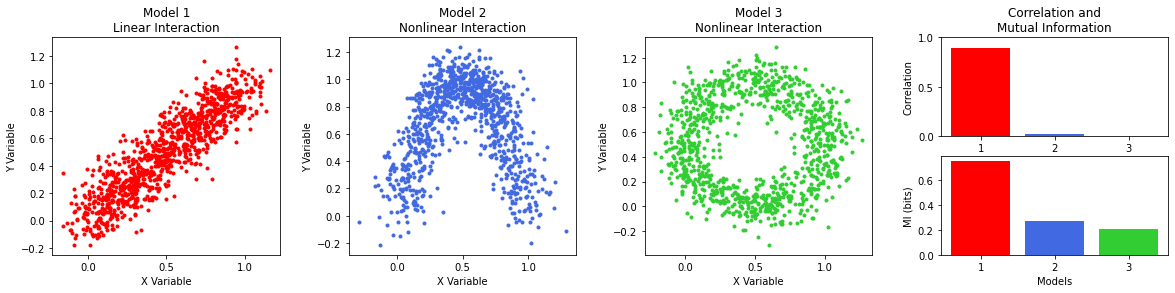 Model 1
Linear Interaction
Y Variable
1.2
1.0
0.8
0.6
0.4
0.2
0.0
−0.2
0.0
0.5
1.0
X Variable
Model 2
Nonlinear Interaction
Y Variable
1.2
1.0
0.8
0.6
0.4
0.2
0.0
−0.2
0.0
0.5
1.0
X Variable
Model 3
Nonlinear Interaction
Y Variable
1.2
1.0
0.8
0.6
0.4
0.2
0.0
−0.2
0.0
0.5
1.0
X Variable
Correlation and
Mutual Information
Correlation
1.0
0.5
0.0
1
2
3
MI (bits)
0.6
0.4
0.2
0.0
1
2
3
Models